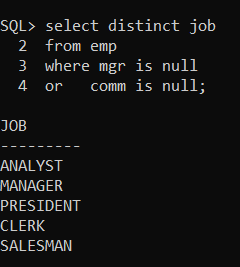 SQL> select distinct job
  2  from emp
  3  where mgr is null
  4  or   comm is null;
JOB
---------
ANALYST
MANAGER
PRESIDENT
CLERK
SALESMAN